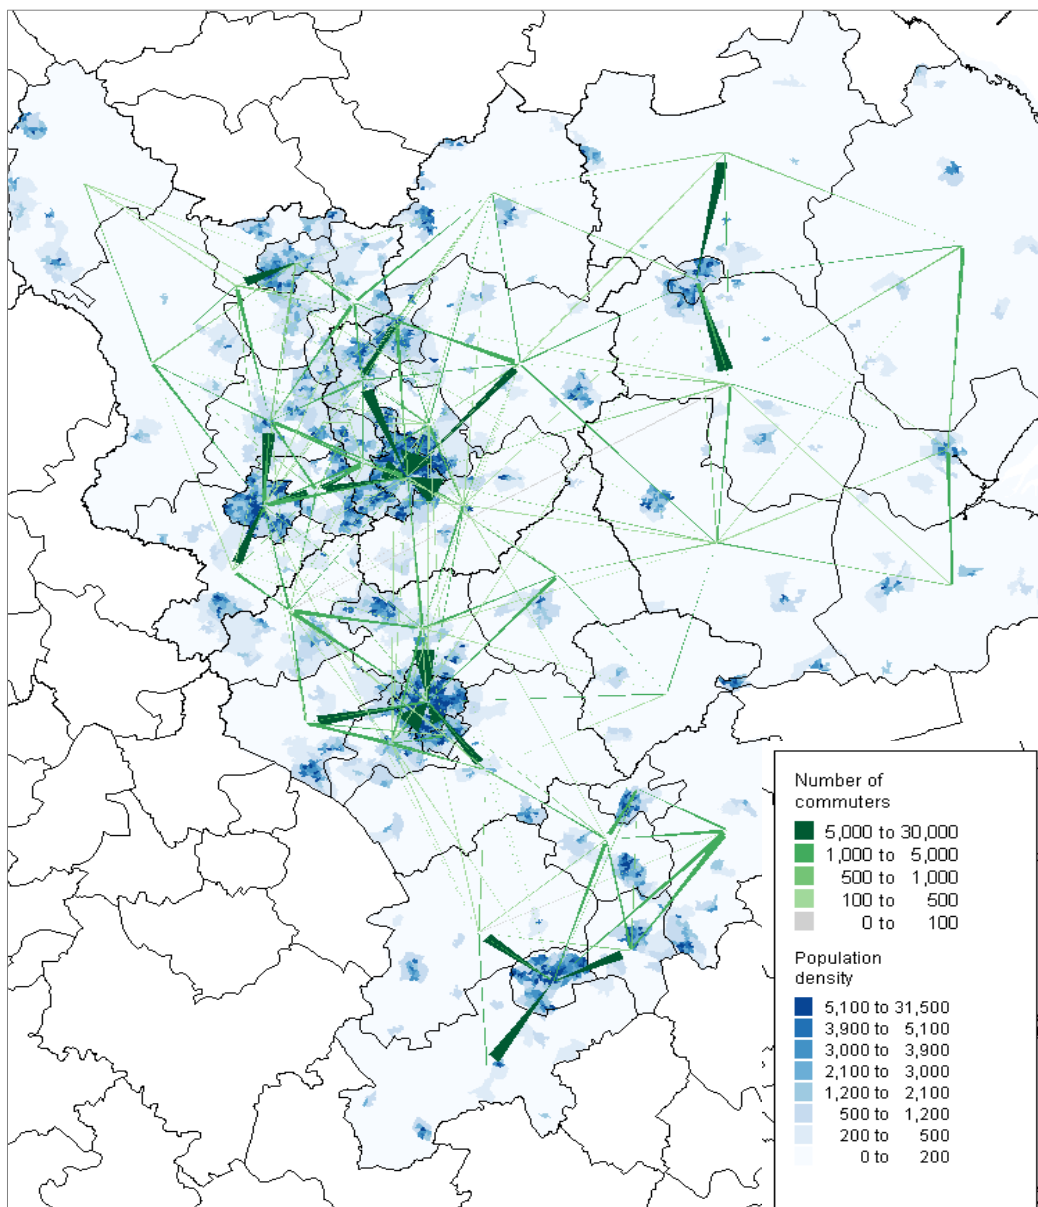 Number of
commuters
5,000 to 30,000
1,000 to 5,000
500 to 1,000
100 to 500
0 to 100
Population
density
5,100 to 31,500
3,900 to 5,100
3,000 to 3,900
2,100 to 3,000
1,200 to 2,100
500 to 1,200
200 to 500
0 to 200